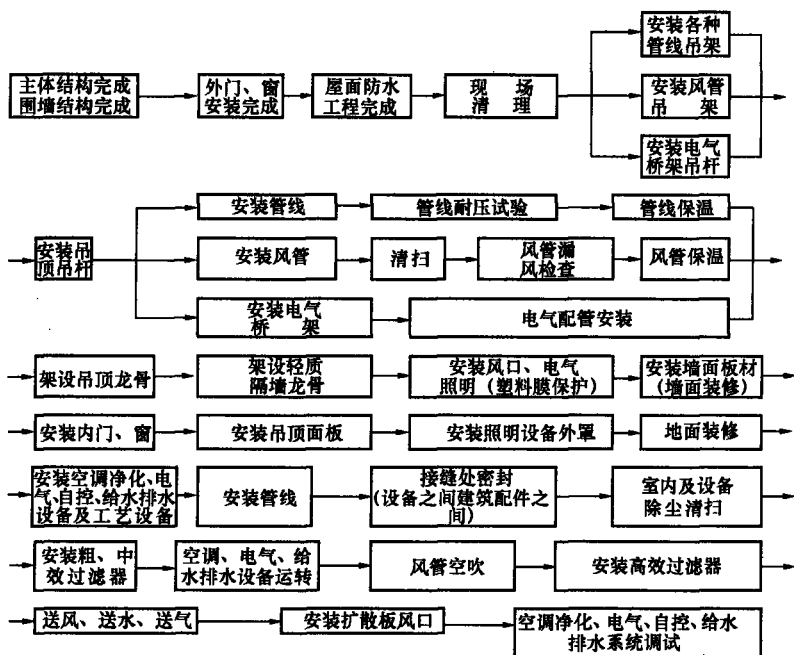 主体结构完成
围墙结构完成
外门、窗
安装完成
屋面防水
工程完成
现 场
清 理
安装各种
管线吊架
安装风管
吊 架
安装电气
桥架吊杆
安装吊
顶吊杆
安装管线
管线耐压试验
管线保温
安装风管
清扫
风管漏
风检查
风管保温
安装电气
桥 架
电气配管安装
架设吊顶龙骨
架设轻质
隔墙龙骨
安装风口、电气
照明（塑料膜保护）
安装墙面板材
（墙面装修）
安装内门、窗
安装吊顶面板
安装照明设备外罩
地面装修
安装空调净化、电
气、自控、给水排水
设备及工艺设备
安装管线
接缝处密封
(设备之间建筑配件之
间)
室内及设备
除尘清扫
安装粗、中
效过滤器
空调、电气、给
水排水设备运转
风管空吹
安装高效过滤器
送风、送水、送气
安装扩散板风口
空调净化、电气、自控、给水
排水系统调试